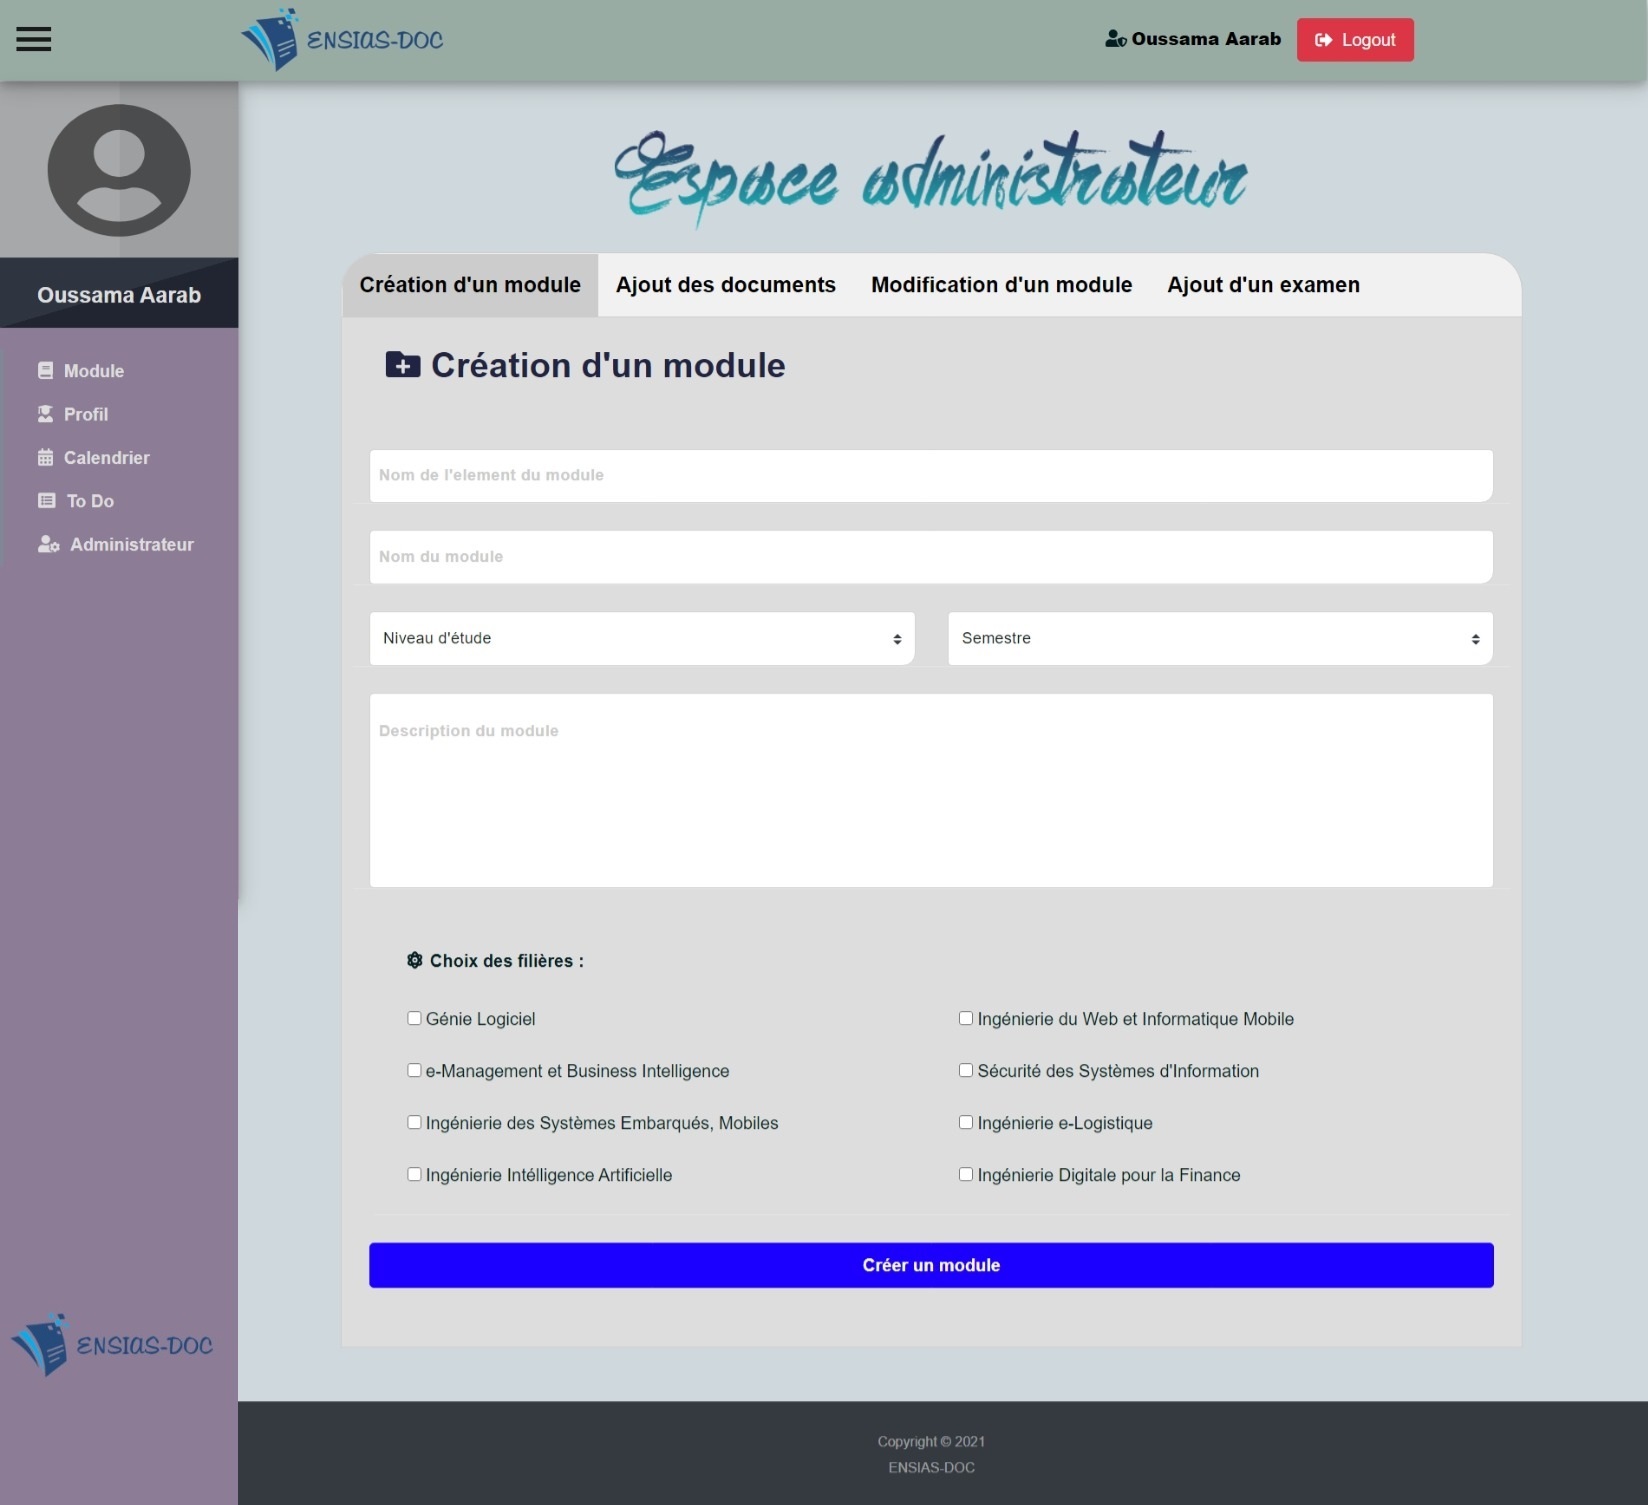 ENSIAS-DOC
Oussama Aarab
Logout
Espace administrateur
Oussama Aarab
Module
Profil
Calendrier
To Do
Administrateur
Création d'un module
Ajout des documents
Modification d'un module
Ajout d'un examen
Création d'un module
Nom de l'element du module
Nom du module
Niveau d'étude
Semestre
Description du module
Choix des filières :
Génie Logiciel
Ingénierie du Web et Informatique Mobile
e-Management et Business Intelligence
Sécurité des Systèmes d'Information
Ingénierie des Systèmes Embarqués, Mobiles
Ingénierie e-Logistique
Ingénierie Intélligence Artificielle
Ingénierie Digitale pour la Finance
Créer un module
ENSIAS-DOC
Copyright © 2021
ENSIAS-DOC